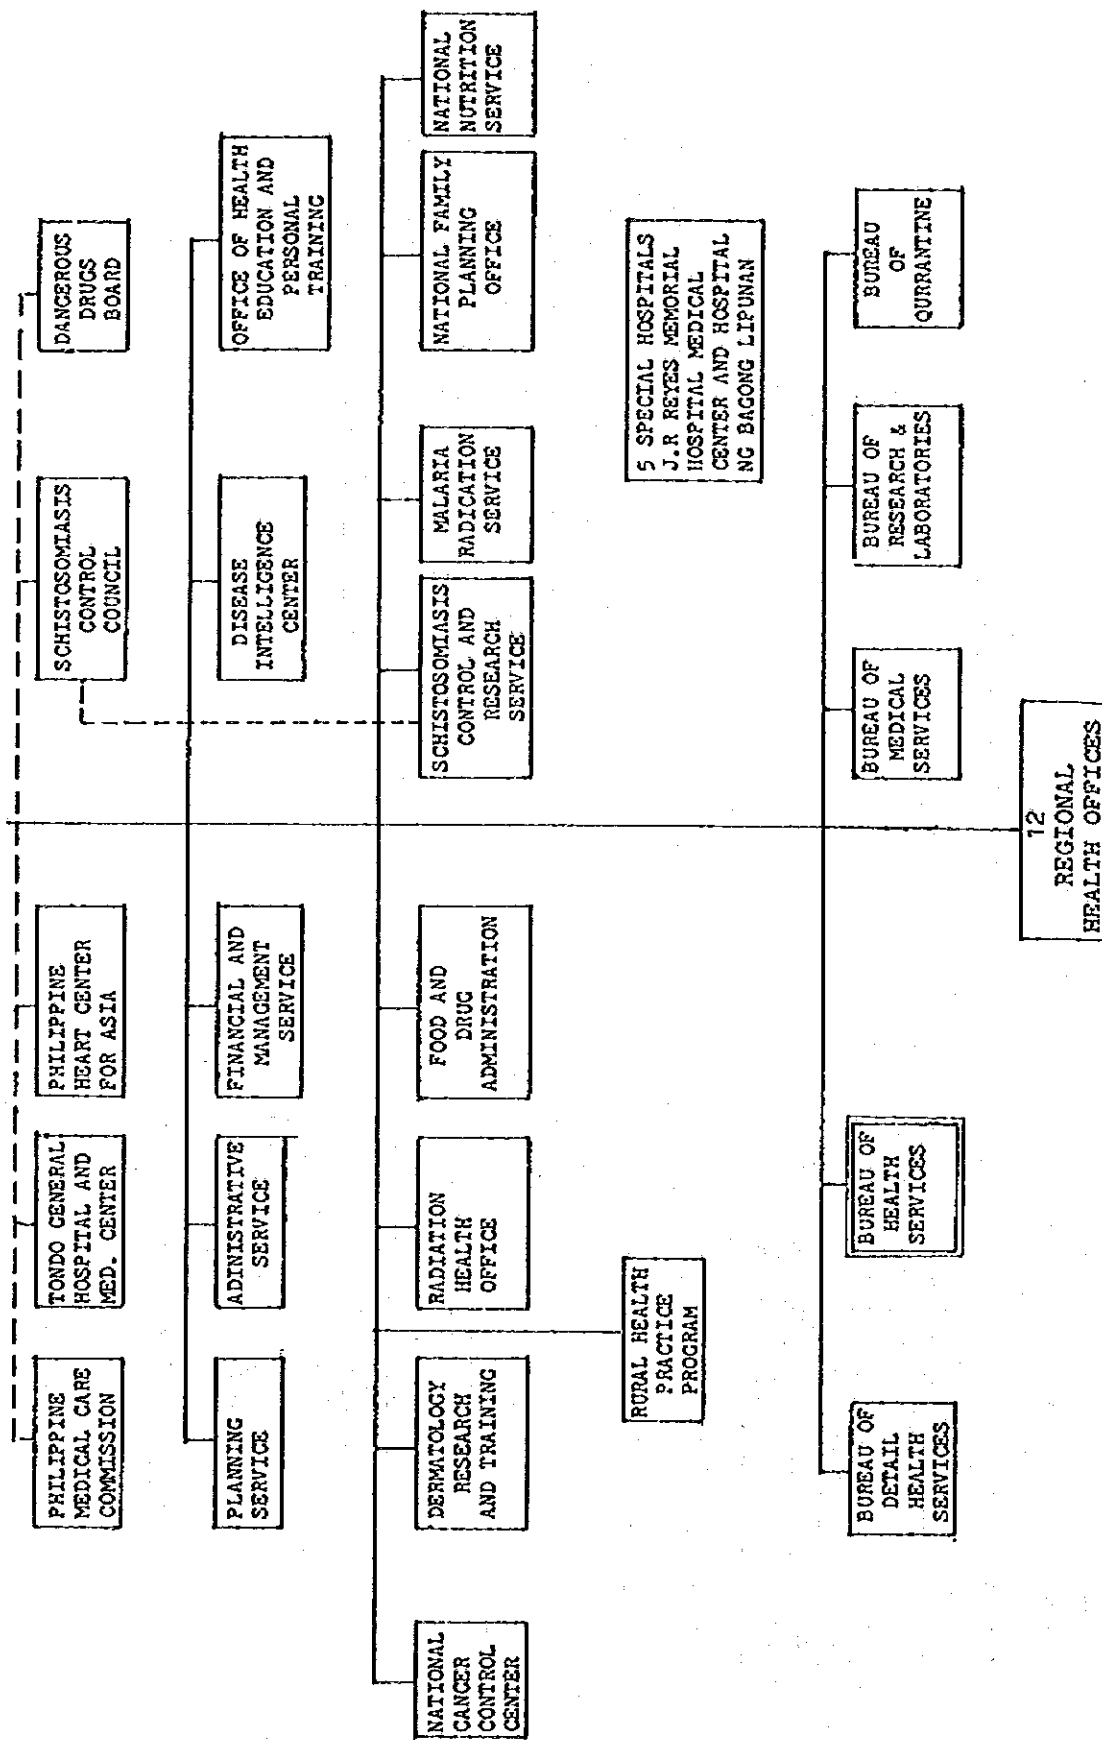 PHILIPPINE
MEDICAL CARE
COMMISSION
TONDO GENERAL
HOSPITAL AND
MED. CENTER
PHILIPPINE
HEART CENTER
FOR ASIA
SCHISTOSOMIASIS
CONTROL
COUNCIL
DANGEROUS
DRUGS
BOARD
PLANNING
SERVICE
ADINISTRATIVE
SERVICE
FINANCIAL AND
MANAGEMENT
SERVICE
DISEASE
INTELLIGENCE
CENTER
OFFICE OF HEALTH
EDUCATION AND
PERSONAL
TRAINING
NATIONAL
CANCER
CONTROL
CENTER
DERMATOLOGY
RESEARCH
AND TRAINING
RADIATION
HEALTH
OFFICE
FOOD AND
DRUG
ADMINISTRATION
SCHISTOSOMIASIS
CONTROL AND
RESEARCH
SERVICE
MALARIA
RADICATION
SERVICE
NATIONAL FAMILY
PLANNING
OFFICE
NATIONAL
NUTRITION
SERVICE
RURAL HEALTH
PRACTICE
PROGRAM
5 SPECIAL HOSPITALS
J.R REYES MEMORIAL
HOSPITAL MEDICAL
CENTER AND HOSPITAL
NG BAGONG LIPUNAN
BUREAU OF
DETAIL
HEALTH
SERVICES
BUREAU OF
HEALTH
SERVICES
BUREAU OF
MEDICAL
SERVICES
BUREAU OF
RESEARCH &
LABORATORIES
BUREAU
OF
QURRANTINE
12
REGIONAL
HEALTH OFFICES